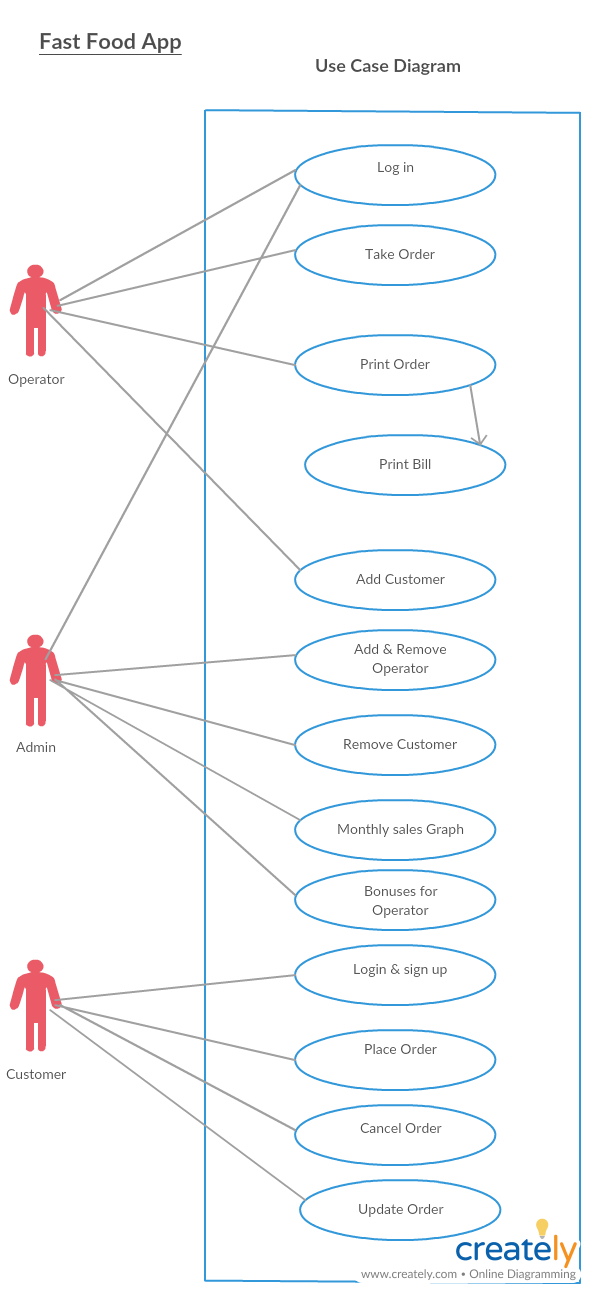 Fast Food App
Use Case Diagram
Log in
Take Order
Print Order
Operator
Print Bill
Add Customer
Add & Remove
Operator
Admin
Remove Customer
Monthly sales Graph
Bonuses for
Operator
Login & sign up
Place Order
Customer
Cancel Order
Update Order
creately
www.creately.com • Online Diagramming